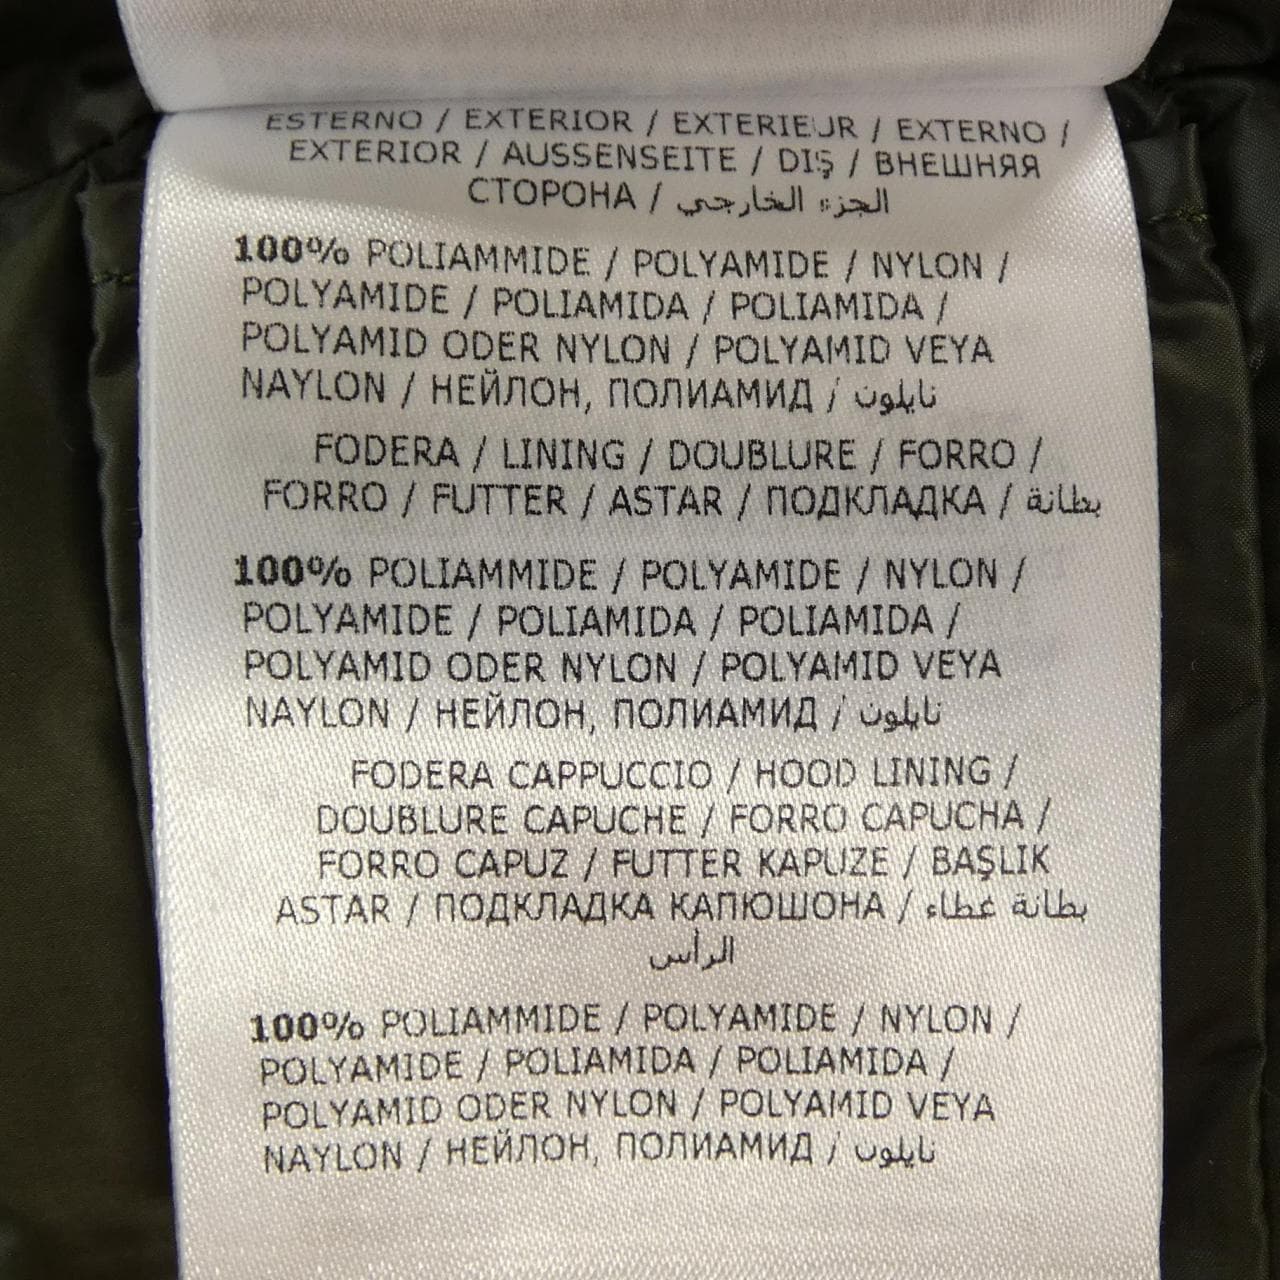 ESTERNO / EXTERIOR / EXTERIEUR / EXTERNO /
EXTERIOR / AUSSENSEITE / DIŞ / ВНЕШНЯЯ
СТОРОНА / الجزء الخارجي
100% POLIAMMIDE / POLYAMIDE / NYLON /
POLYAMIDE / POLIAMIDA / POLIAMIDA /
POLYAMID ODER NYLON / POLYAMID VEYA
NAYLON / НЕЙЛОН, ПОЛИАМИД / نايلون
FODERA / LINING / DOUBLURE / FORRO /
FORRO / FUTTER / ASTAR / ПОДКЛАДКА / بطانة
100% POLIAMMIDE / POLYAMIDE / NYLON /
POLYAMIDE / POLIAMIDA / POLIAMIDA /
POLYAMID ODER NYLON / POLYAMID VEYA
NAYLON / НЕЙЛОН, ПОЛИАМИД / نايلون
FODERA CAPPUCCIO / HOOD LINING /
DOUBLURE CAPUCHE / FORRO CAPUCHA /
FORRO CAPUZ / FUTTER KAPUZE / BAŞLIK
ASTAR / ПОДКЛАДКА КАПЮШОНА / بطانة غطاء
الرأس
100% POLIAMMIDE / POLYAMIDE / NYLON /
POLYAMIDE / POLIAMIDA / POLIAMIDA /
POLYAMID ODER NYLON / POLYAMID VEYA
NAYLON / НЕЙЛОН, ПОЛИАМИД / نايلون